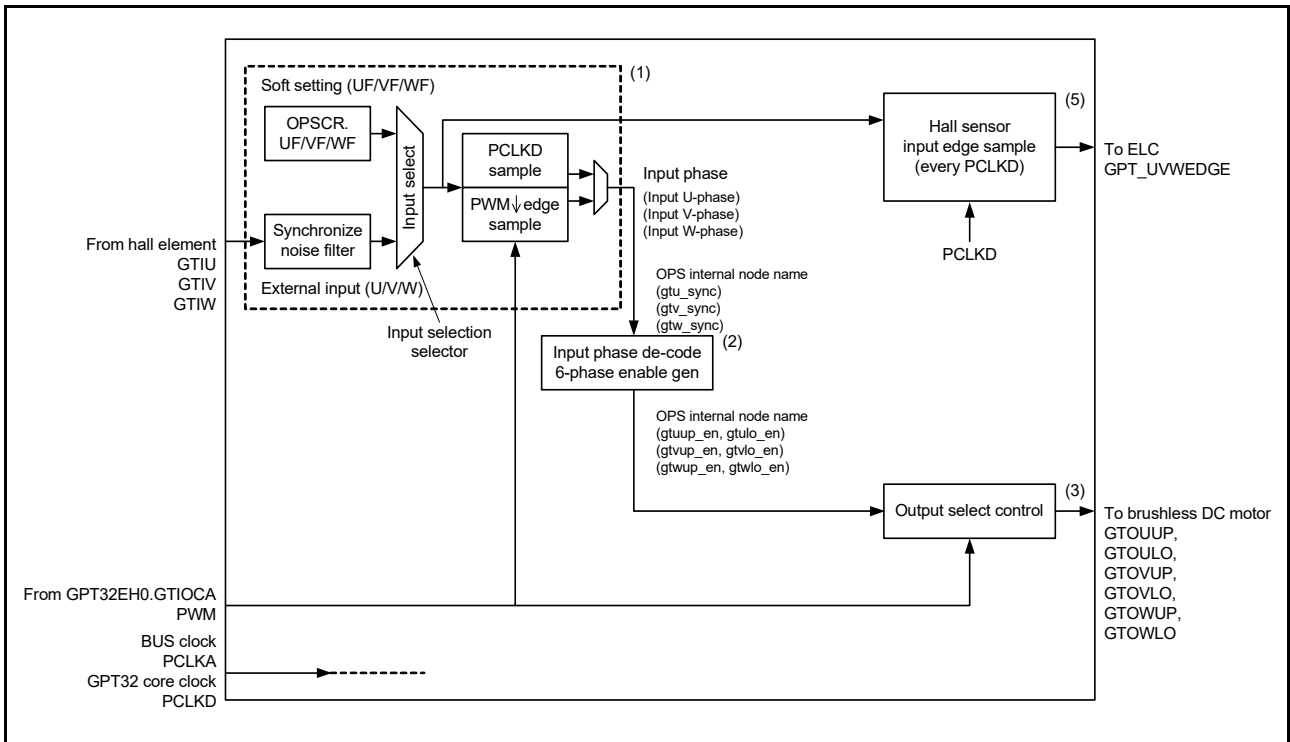 (1)
Soft setting (UF/VF/WF)
OPSCR.
UF/VF/WF
Input select
Synchronize
noise filter
External input (U/V/W)
From hall element
GTIU
GTIV
GTIW
Input selection
selector
PCLKD
sample
PWM↓edge
sample
Input phase
(Input U-phase)
(Input V-phase)
(Input W-phase)
OPS internal node name
(gtu_sync)
(gtv_sync)
(gtw_sync)
(2)
Input phase de-code
6-phase enable gen
OPS internal node name
(gtuup_en, gtulo_en)
(gtvup_en, gtvlo_en)
(gtwup_en, gtwlo_en)
(5)
Hall sensor
input edge sample
(every PCLKD)
PCLKD
To ELC
GPT_UVWEDGE
(3)
Output select control
To brushless DC motor
GTOUUP,
GTOULO,
GTOVUP,
GTOVLO,
GTOWUP,
GTOWLO
From GPT32EH0.GTIOCA
PWM
BUS clock
PCLKA
GPT32 core clock
PCLKD